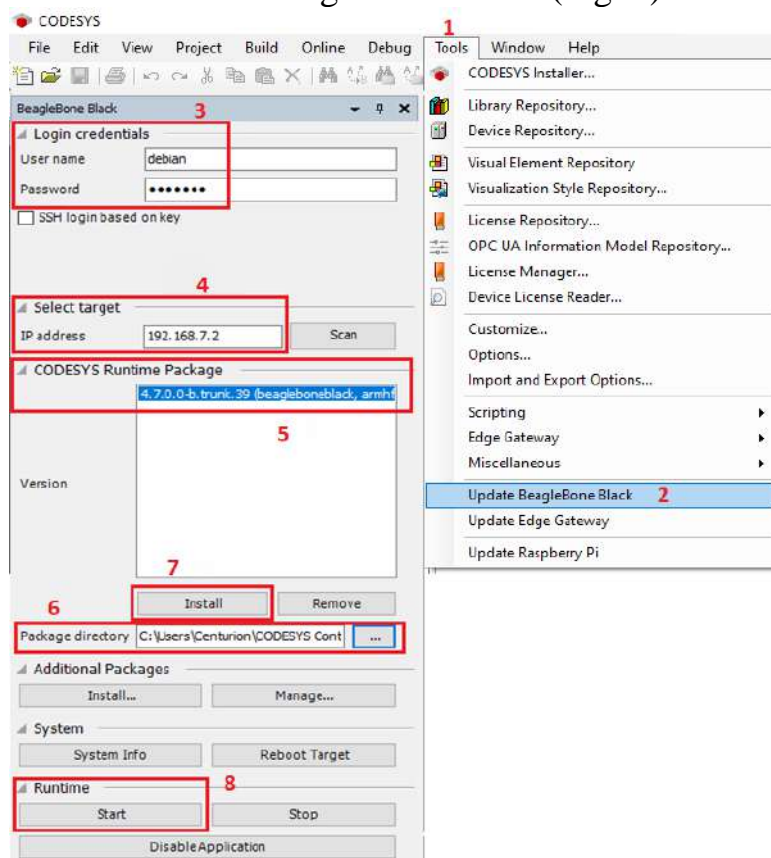 CODESYS
File Edit View Project Build Online Debug Tools Window Help
1
BeagleBone Black
3
Login credentials
User name debian
Password •••••••
SSH login based on key
4
Select target
IP address 192.168.7.2 Scan
CODESYS Runtime Package
4.7.0.0-b.trunk.39 (beagleboneblack, armhf
5
Version
7
Install Remove
6
Package directory C:\Users\Centurion\CODESYS Cont ...
Additional Packages
Install... Manage...
System
System Info Reboot Target
Runtime
8
Start Stop
Disable Application
CODESYS Installer...
Library Repository...
Device Repository...
Visual Element Repository
Visualization Style Repository...
License Repository...
OPC UA Information Model Repository...
License Manager...
Device License Reader...
Customize...
Options...
Import and Export Options...
Scripting
Edge Gateway
Miscellaneous
Update BeagleBone Black 2
Update Edge Gateway
Update Raspberry Pi